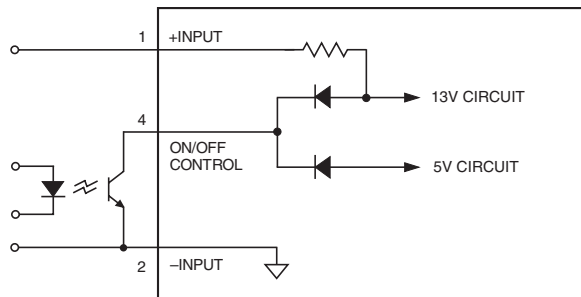 1 +INPUT
13V CIRCUIT
4
ON/OFF
CONTROL
5V CIRCUIT
2 –INPUT